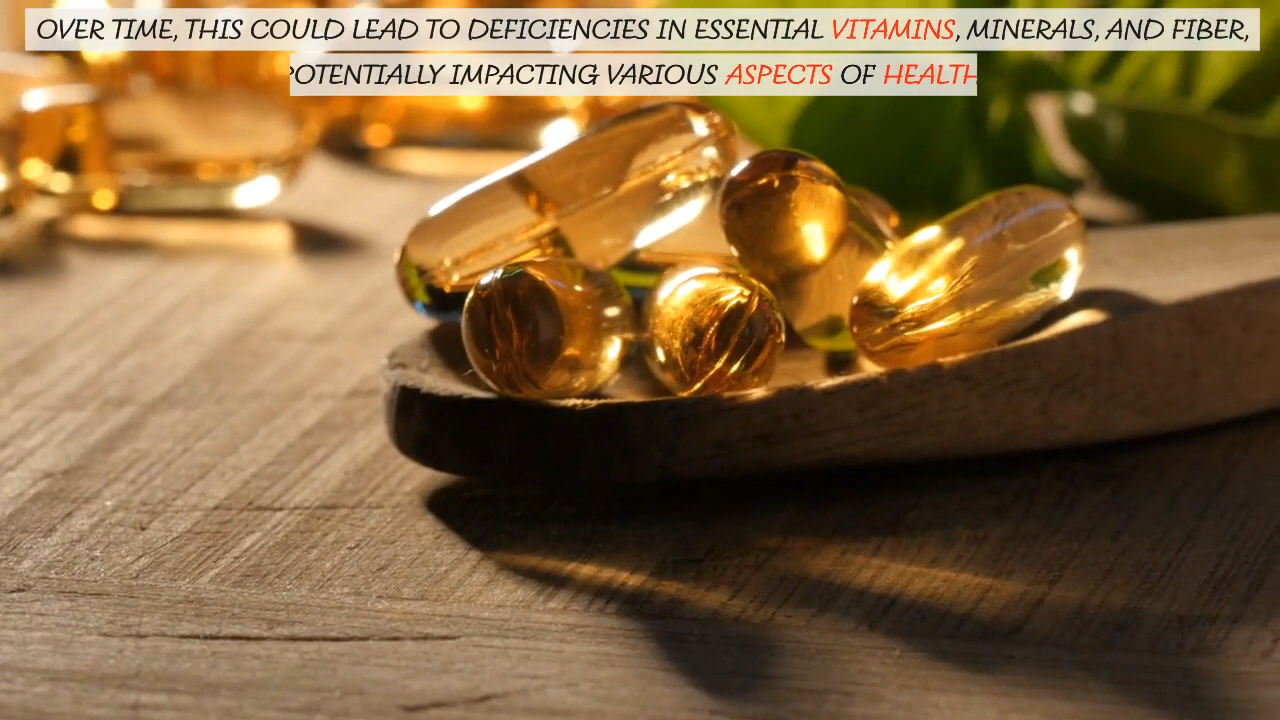 OVER TIME, THIS COULD LEAD TO DEFICIENCIES IN ESSENTIAL VITAMINS, MINERALS, AND FIBER,
POTENTIALLY IMPACTING VARIOUS ASPECTS OF HEALTH